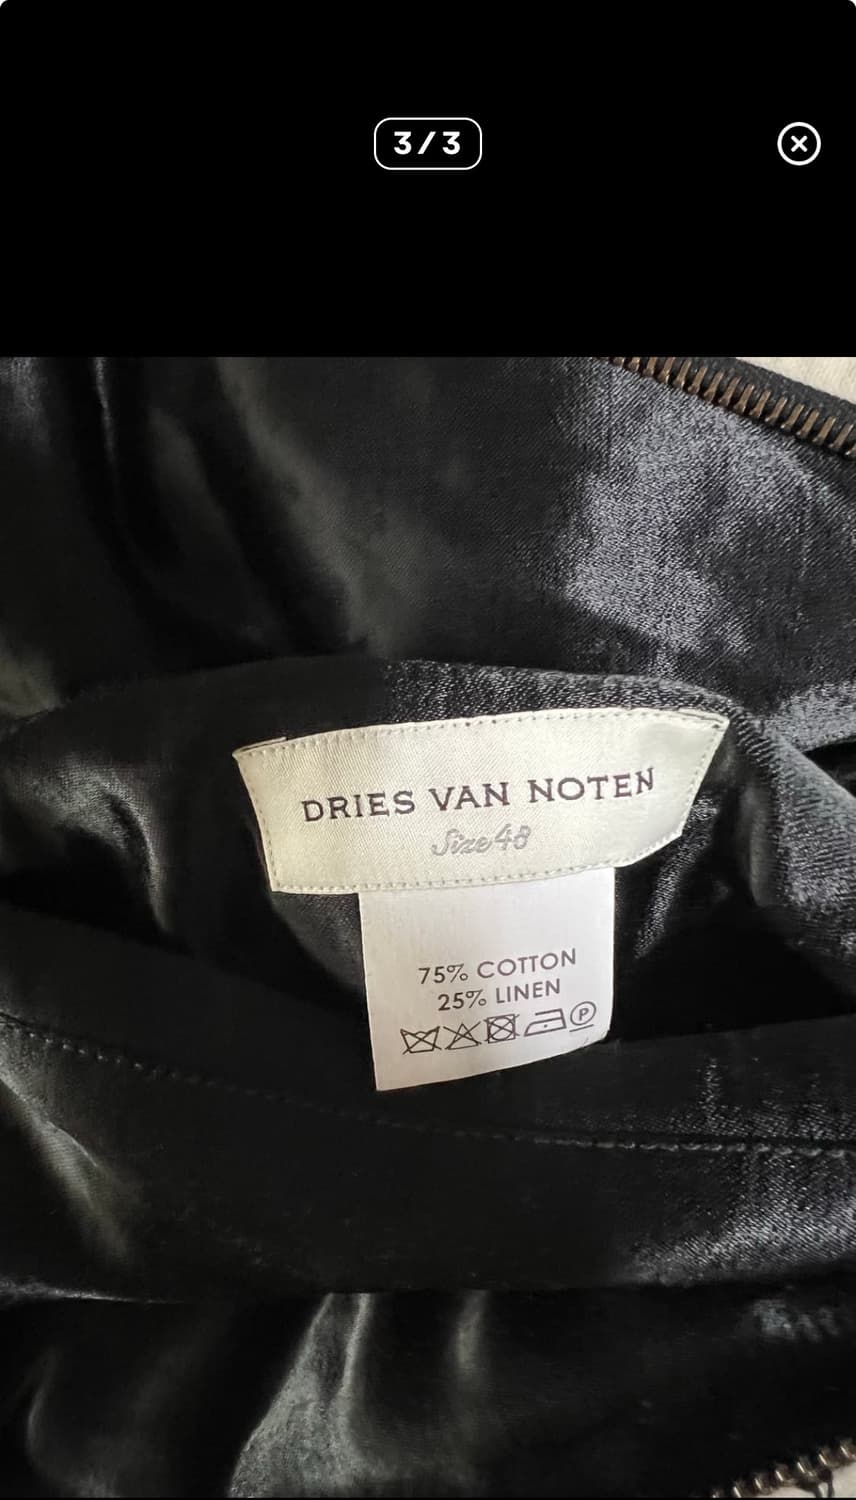 3/3
DRIES VAN NOTEN
Size 48
75% COTTON
25% LINEN
P